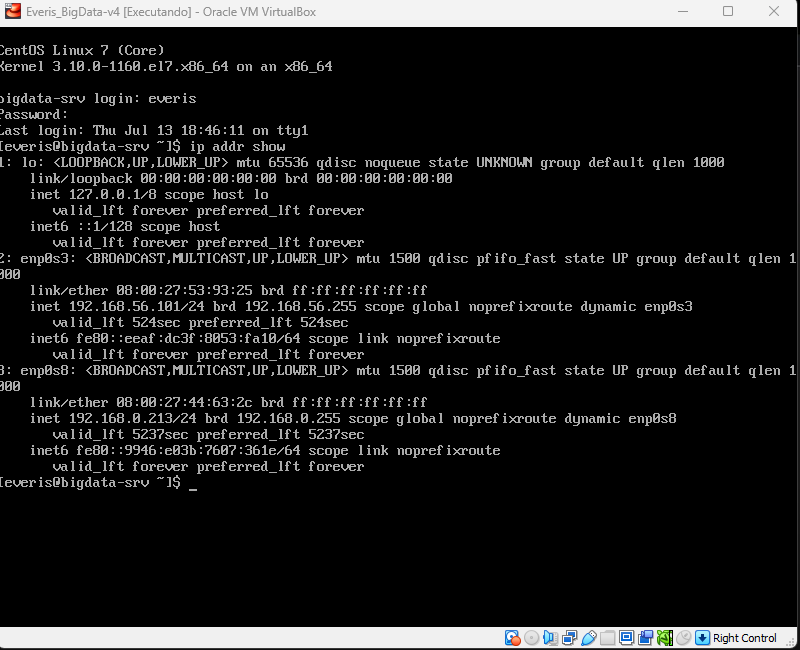 Everis_BigData-v4 [Executando] - Oracle VM VirtualBox
CentOS Linux 7 (Core)
Kernel 3.10.0-1160.el7.x86_64 on an x86_64
bigdata-srv login: everis
Password:
Last login: Thu Jul 13 18:46:11 on tty1
[everis@bigdata-srv ~]$ ip addr show
1: lo: <LOOPBACK,UP,LOWER_UP> mtu 65536 qdisc noqueue state UNKNOWN group default qlen 1000
link/loopback 00:00:00:00:00:00 brd 00:00:00:00:00:00
inet 127.0.0.1/8 scope host lo
valid_lft forever preferred_lft forever
inet6 ::1/128 scope host
valid_lft forever preferred_lft forever
2: enp0s3: <BROADCAST,MULTICAST,UP,LOWER_UP> mtu 1500 qdisc pfifo_fast state UP group default qlen 1
000
link/ether 08:00:27:53:93:25 brd ff:ff:ff:ff:ff:ff
inet 192.168.56.101/24 brd 192.168.56.255 scope global noprefixroute dynamic enp0s3
valid_lft 524sec preferred_lft 524sec
inet6 fe80::eeaf:dc3f:8053:fa10/64 scope link noprefixroute
valid_lft forever preferred_lft forever
3: enp0s8: <BROADCAST,MULTICAST,UP,LOWER_UP> mtu 1500 qdisc pfifo_fast state UP group default qlen 1
000
link/ether 08:00:27:44:63:2c brd ff:ff:ff:ff:ff:ff
inet 192.168.0.213/24 brd 192.168.0.255 scope global noprefixroute dynamic enp0s8
valid_lft 5237sec preferred_lft 5237sec
inet6 fe80::9946:e03b:7607:361e/64 scope link noprefixroute
valid_lft forever preferred_lft forever
[everis@bigdata-srv ~]$ _
Right Control